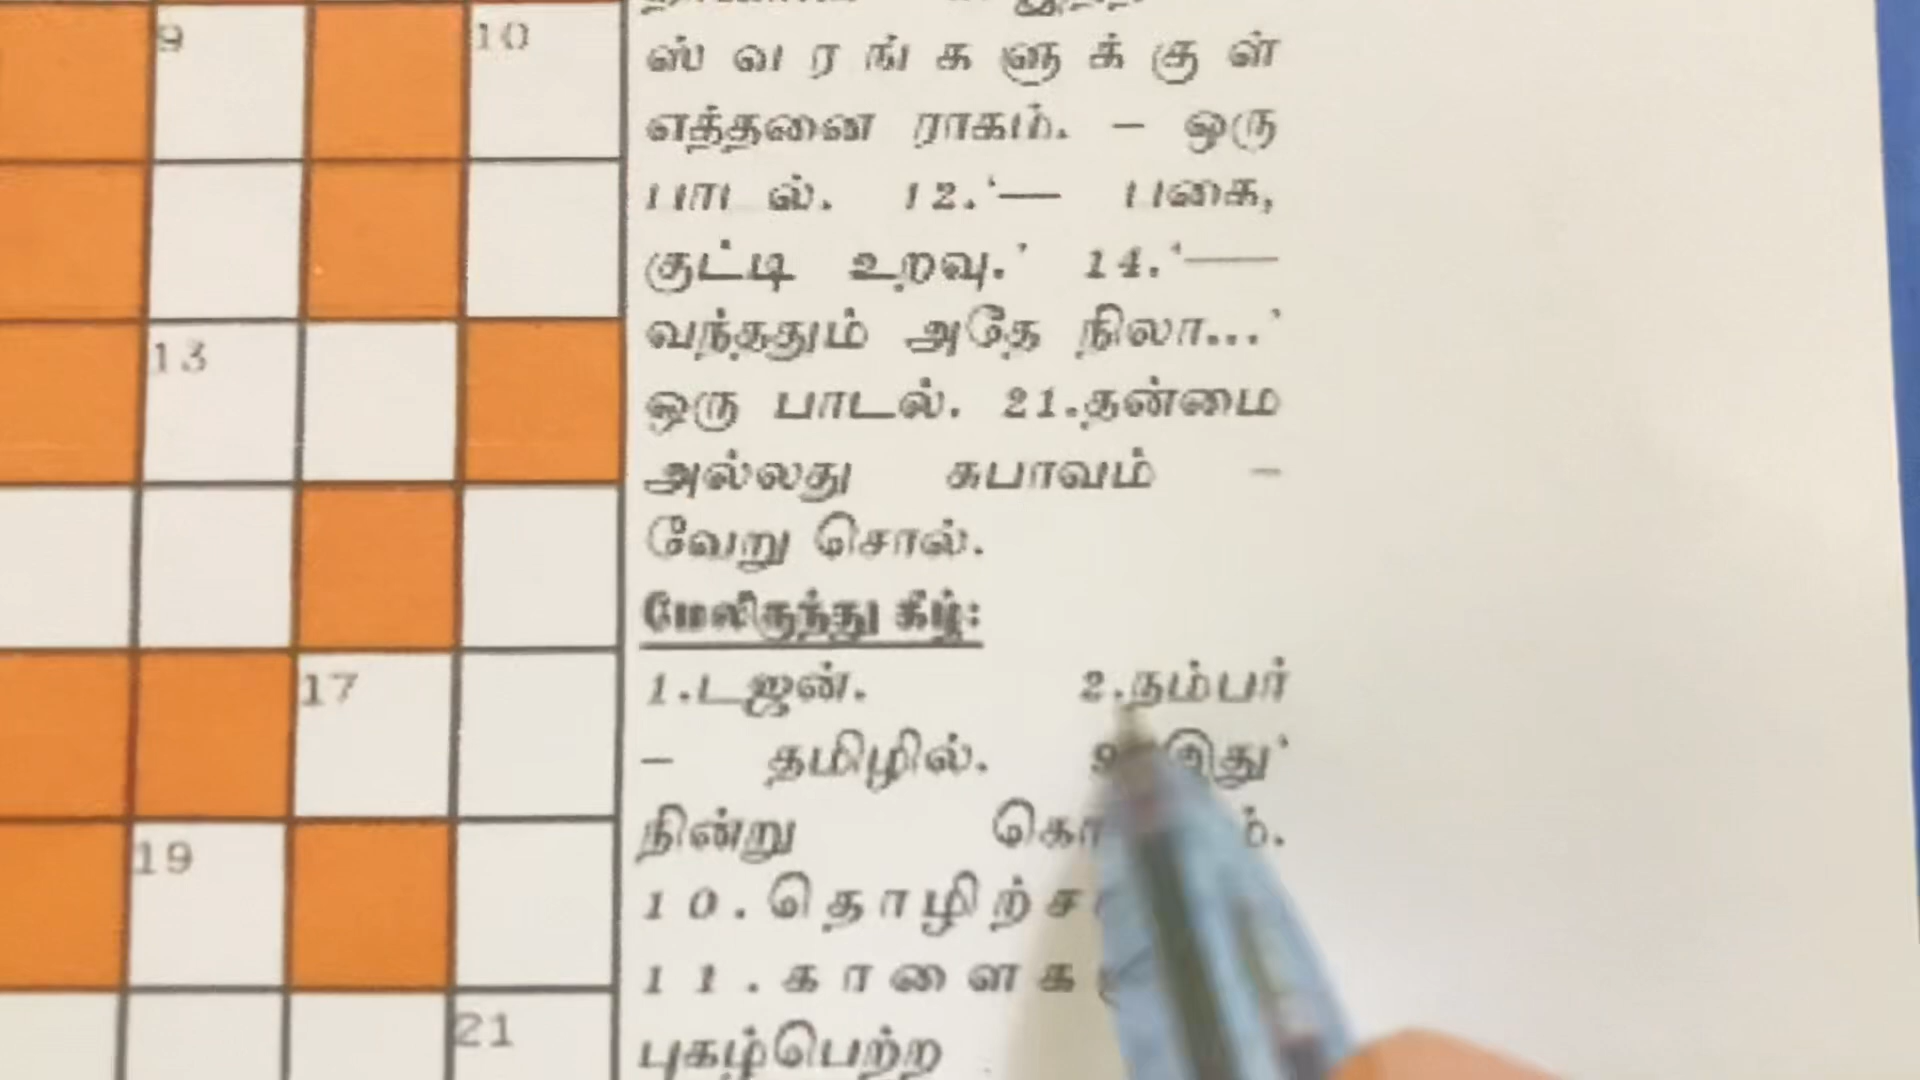 9
10
13
17
19
21
ஸ்வரங்களுக்குள்
எத்தனை ராகம். – ஒரு
பாடல். 12.‘— பகை,
குட்டி உறவு.’ 14.‘——
வந்ததும் அதே நிலா...’
ஒரு பாடல். 21.தன்மை
அல்லது சுபாவம் –
வேறு சொல்.
மேலிருந்து கீழ்:
1.டஜன். 2.நம்பர்
– தமிழில். இது’
நின்று
10.
11.
புகழ்பெற்ற